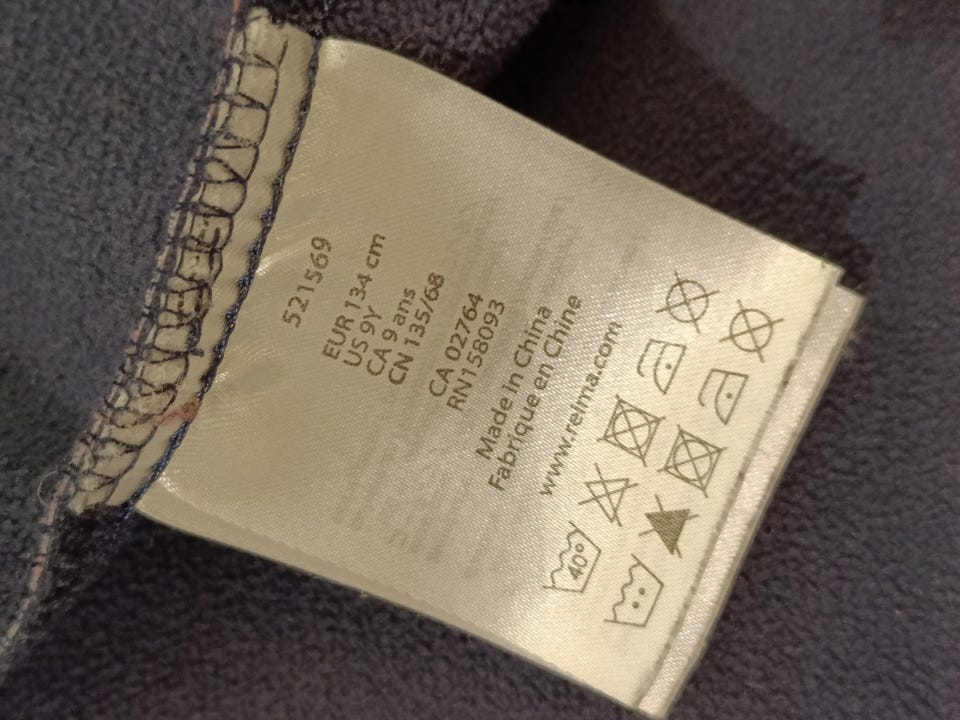 521569
EUR 134 cm
US 9Y
CA 9 ans
CN 135/68
CA 02764
RN158093
Made in China
Fabriqué en Chine
www.reima.com
40°